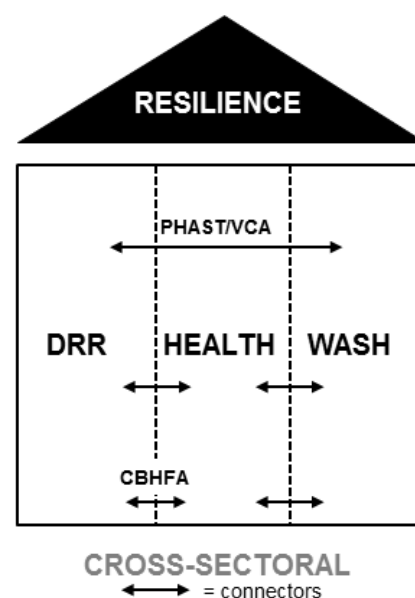 RESILIENCE
PHAST/VCA
DRR HEALTH WASH
CBHFA
CROSS-SECTORAL
= connectors